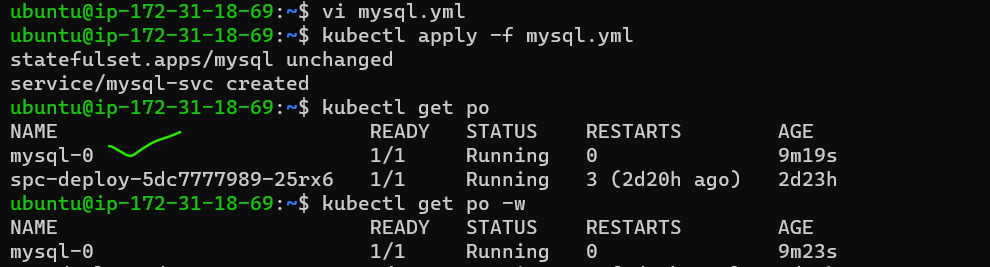 ubuntu@ip-172-31-18-69:~$ vi mysql.yml
ubuntu@ip-172-31-18-69:~$ kubectl apply -f mysql.yml
statefulset.apps/mysql unchanged
service/mysql-svc created
ubuntu@ip-172-31-18-69:~$ kubectl get po
NAME READY STATUS RESTARTS AGE
mysql-0 1/1 Running 0 9m19s
spc-deploy-5dc7777989-25rx6 1/1 Running 3 (2d20h ago) 2d23h
ubuntu@ip-172-31-18-69:~$ kubectl get po -w
NAME READY STATUS RESTARTS AGE
mysql-0 1/1 Running 0 9m23s